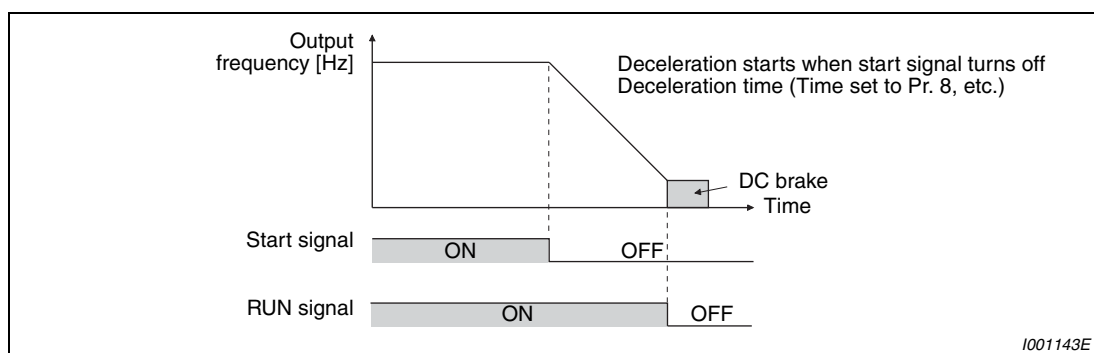 Output
frequency [Hz]
Deceleration starts when start signal turns off
Deceleration time (Time set to Pr. 8, etc.)
DC brake
Time
Start signal
ON
OFF
RUN signal
ON
OFF
I001143E